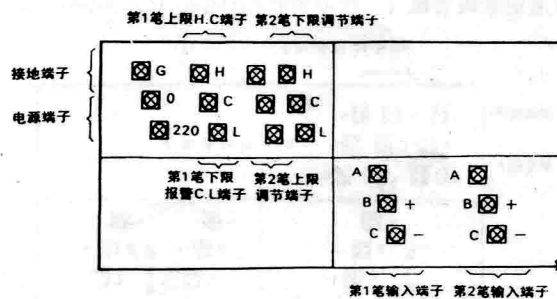 第1笔上限H.C端子 第2笔下限调节端子
接地端子 G H H
0 C C
电源端子
220 L L
第1笔下限 第2笔上限
报警C.L端子 调节端子
A A
B + B +
C - C -
第1笔输入端子 第2笔输入端子